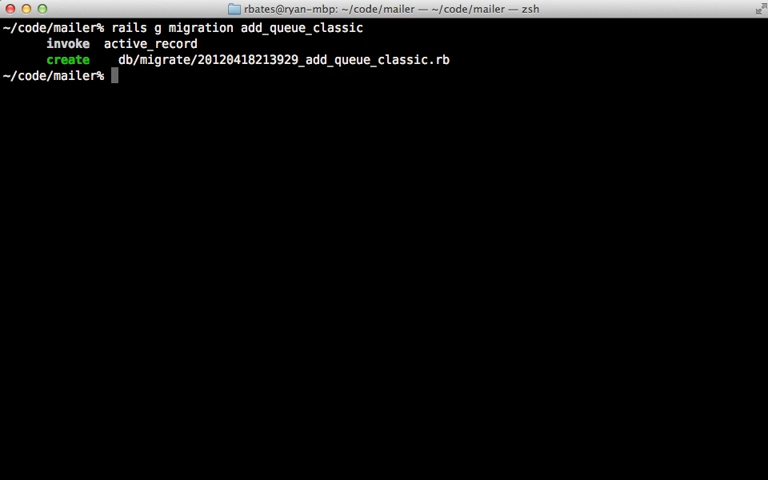 rbates@ryan-mbp: ~/code/mailer — ~/code/mailer — zsh
~/code/mailer% rails g migration add_queue_classic
invoke active_record
create db/migrate/20120418213929_add_queue_classic.rb
~/code/mailer%